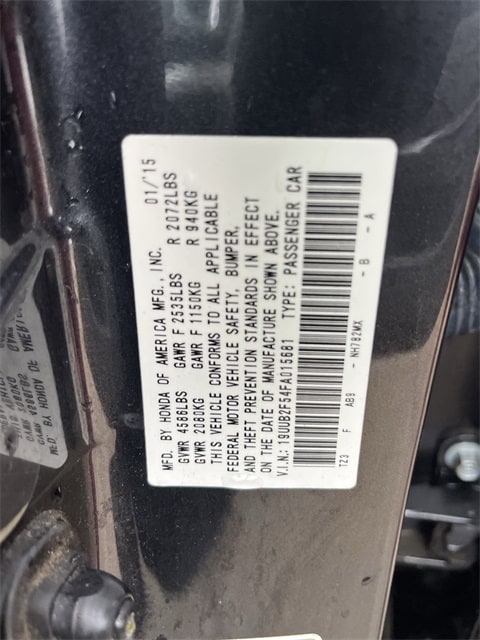 MFD. BY HONDA OF AMERICA MFG., INC. 01/'15
GVWR 4586LBS GAWR F 2535LBS R 2072LBS
GVWR 2080KG GAWR F 1150KG R 940KG
THIS VEHICLE CONFORMS TO ALL APPLICABLE
FEDERAL MOTOR VEHICLE SAFETY, BUMPER,
AND THEFT PREVENTION STANDARDS IN EFFECT
ON THE DATE OF MANUFACTURE SHOWN ABOVE.
V.I.N.: 19UUB2F54FA015681 TYPE: PASSENGER CAR
TZ3 F AB9 - NH782MX - B - A